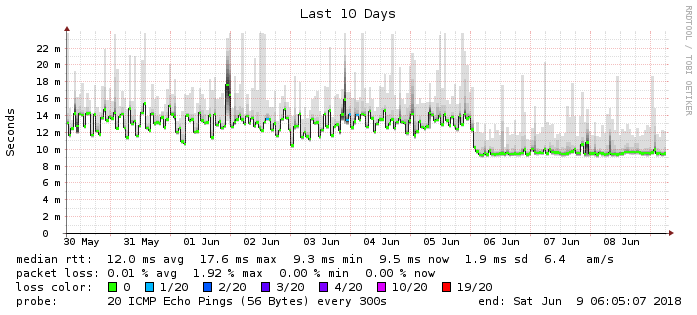 Last 10 Days
RRDTOOL / TOBI OETIKER
Seconds
22 m
20 m
18 m
16 m
14 m
12 m
10 m
8 m
6 m
4 m
2 m
0
30 May 31 May 01 Jun 02 Jun 03 Jun 04 Jun 05 Jun 06 Jun 07 Jun 08 Jun
median rtt: 12.0 ms avg 17.6 ms max 9.3 ms min 9.5 ms now 1.9 ms sd 6.4 am/s
packet loss: 0.01 % avg 1.92 % max 0.00 % min 0.00 % now
loss color: 0 1/20 2/20 3/20 4/20 10/20 19/20
probe: 20 ICMP Echo Pings (56 Bytes) every 300s end: Sat Jun 9 06:05:07 2018